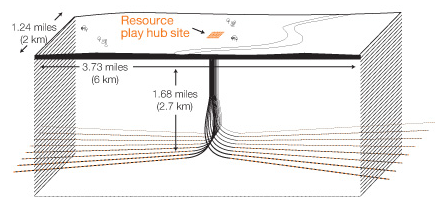 1.24 miles
(2 km)
Resource
play hub site
3.73 miles
(6 km)
1.68 miles
(2.7 km)